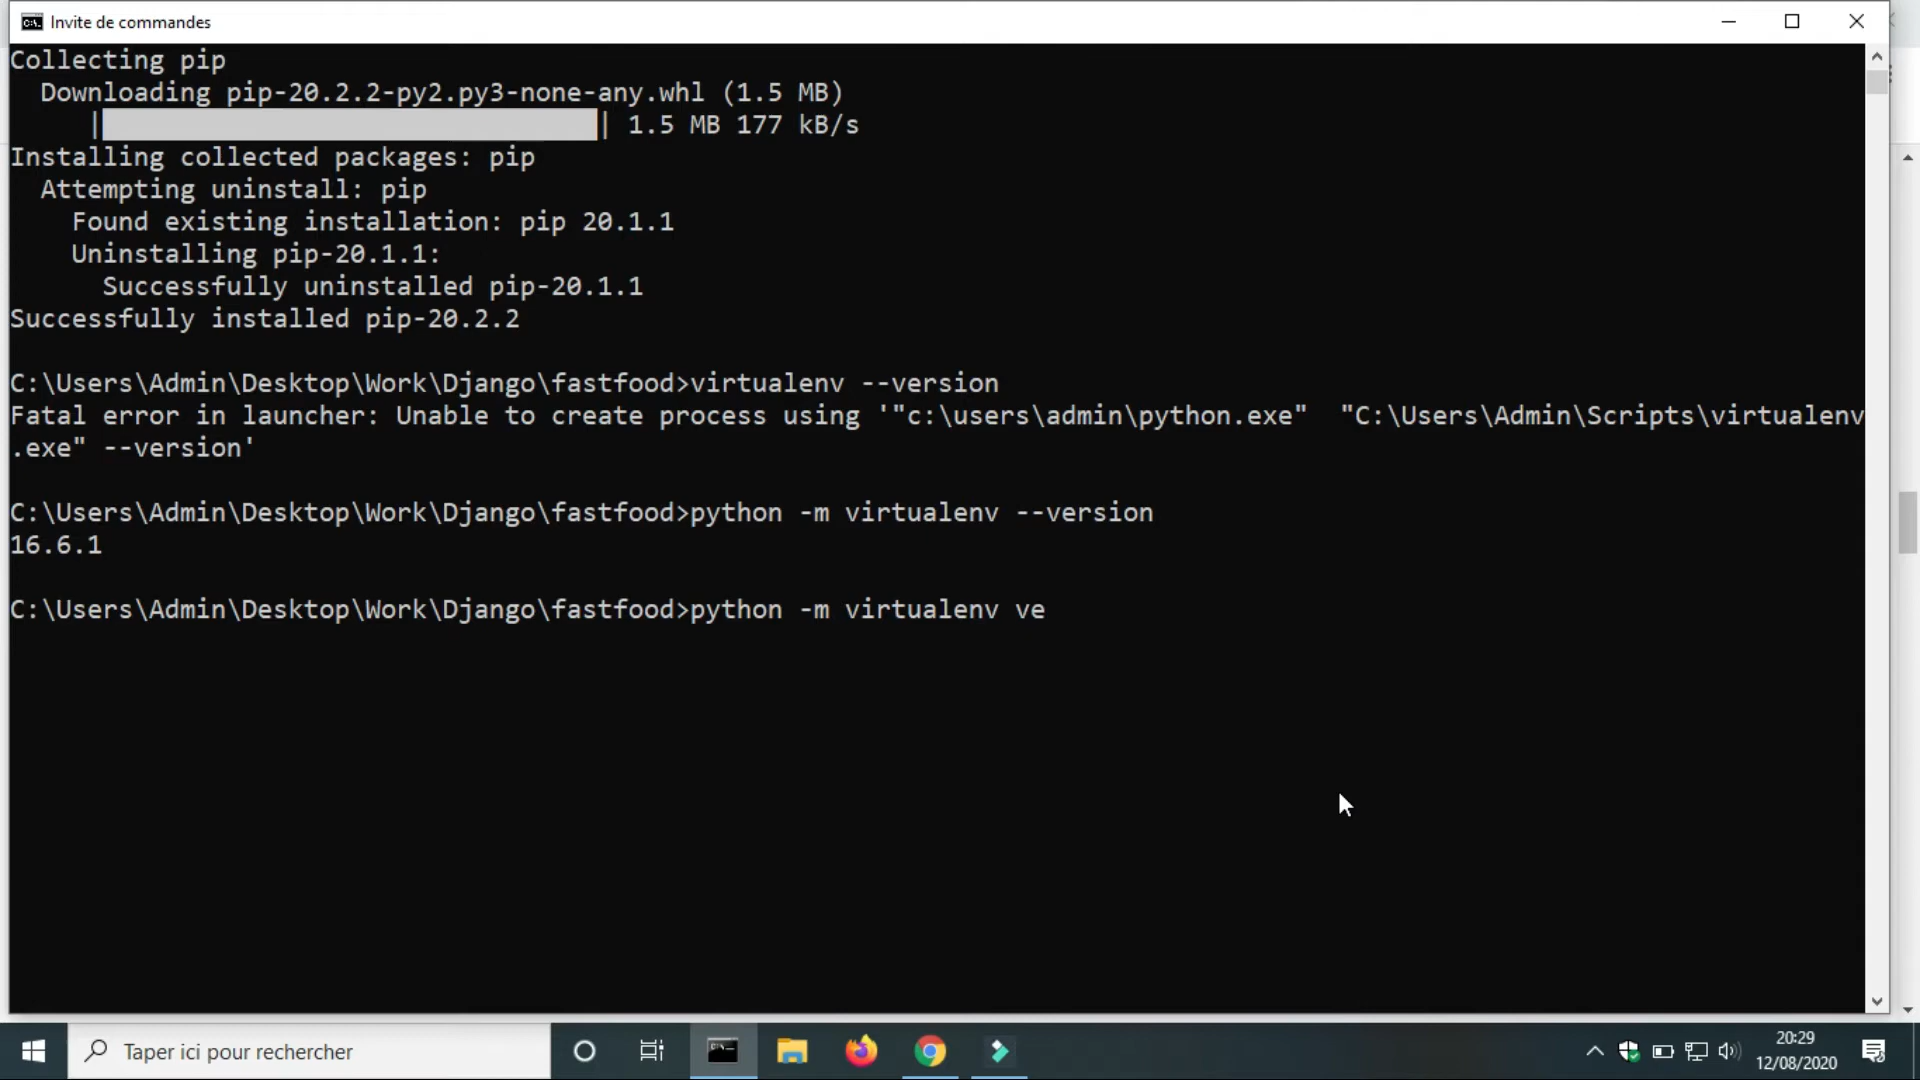 Invite de commandes
Collecting pip
Downloading pip-20.2.2-py2.py3-none-any.whl (1.5 MB)
| | 1.5 MB 177 kB/s
Installing collected packages: pip
Attempting uninstall: pip
Found existing installation: pip 20.1.1
Uninstalling pip-20.1.1:
Successfully uninstalled pip-20.1.1
Successfully installed pip-20.2.2
C:\Users\Admin\Desktop\Work\Django\fastfood>virtualenv --version
Fatal error in launcher: Unable to create process using '"c:\users\admin\python.exe"  "C:\Users\Admin\Scripts\virtualenv
.exe" --version'
C:\Users\Admin\Desktop\Work\Django\fastfood>python -m virtualenv --version
16.6.1
C:\Users\Admin\Desktop\Work\Django\fastfood>python -m virtualenv ve
Taper ici pour rechercher
20:29
12/08/2020